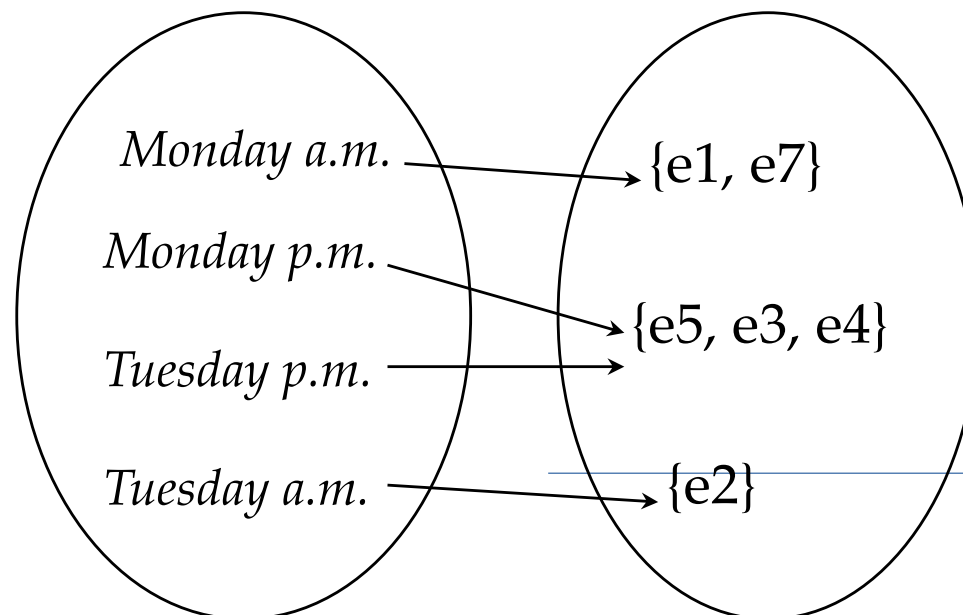 Monday a.m.
{e1, e7}
Monday p.m.
{e5, e3, e4}
Tuesday p.m.
Tuesday a.m.
{e2}